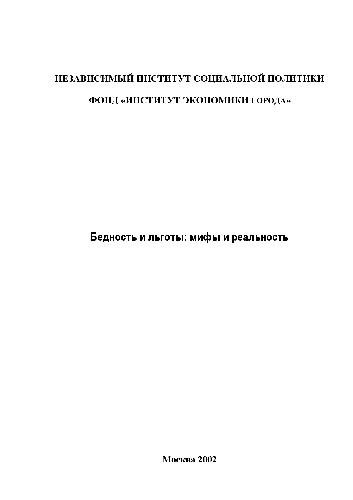 НЕЗАВИСИМЫЙ ИНСТИТУТ СОЦИАЛЬНОЙ ПОЛИТИКИ
ФОНД «ИНСТИТУТ ЭКОНОМИКИ ГОРОДА»
Бедность и льготы: мифы и реальность
Москва 2002